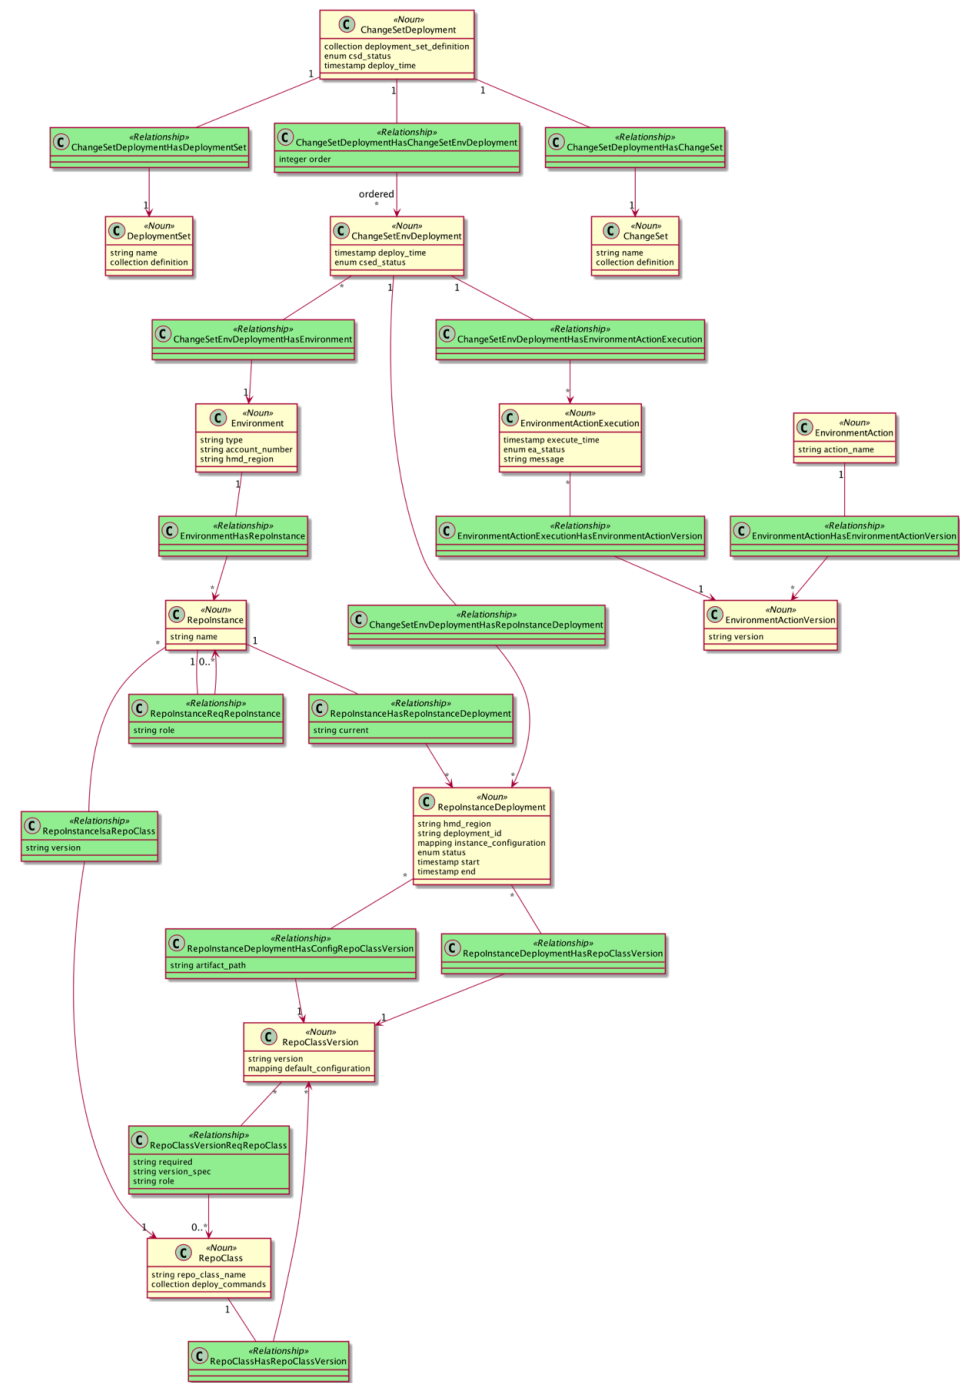 «Noun»
C ChangeSetDeployment
collection deployment_set_definition
enum csd_status
timestamp deploy_time
1
1
1
«Relationship»
C ChangeSetDeploymentHasDeploymentSet
«Relationship»
C ChangeSetDeploymentHasChangeSetEnvDeployment
integer order
«Relationship»
C ChangeSetDeploymentHasChangeSet
1
ordered
*
1
«Noun»
C DeploymentSet
string name
collection definition
«Noun»
C ChangeSetEnvDeployment
timestamp deploy_time
enum csed_status
«Noun»
C ChangeSet
string name
collection definition
*
1
1
«Relationship»
C ChangeSetEnvDeploymentHasEnvironment
«Relationship»
C ChangeSetEnvDeploymentHasEnvironmentActionExecution
1
*
«Noun»
C Environment
string type
string account_number
string hmd_region
«Noun»
C EnvironmentActionExecution
timestamp execute_time
enum ea_status
string message
«Noun»
C EnvironmentAction
string action_name
1
*
1
«Relationship»
C EnvironmentHasRepoInstance
«Relationship»
C EnvironmentActionExecutionHasEnvironmentActionVersion
«Relationship»
C EnvironmentActionHasEnvironmentActionVersion
*
1
*
«Noun»
C RepoInstance
string name
«Relationship»
C ChangeSetEnvDeploymentHasRepoInstanceDeployment
«Noun»
C EnvironmentActionVersion
string version
*
1
0..*
1
«Relationship»
C RepoInstanceReqRepoInstance
string role
«Relationship»
C RepoInstanceHasRepoInstanceDeployment
string current
*
*
«Relationship»
C RepoInstanceIsaRepoClass
string version
«Noun»
C RepoInstanceDeployment
string hmd_region
string deployment_id
mapping instance_configuration
enum status
timestamp start
timestamp end
*
*
«Relationship»
C RepoInstanceDeploymentHasConfigRepoClassVersion
string artifact_path
«Relationship»
C RepoInstanceDeploymentHasRepoClassVersion
1
1
«Noun»
C RepoClassVersion
string version
mapping default_configuration
*
*
«Relationship»
C RepoClassVersionReqRepoClass
string required
string version_spec
string role
1
0..*
«Noun»
C RepoClass
string repo_class_name
collection deploy_commands
1
«Relationship»
C RepoClassHasRepoClassVersion